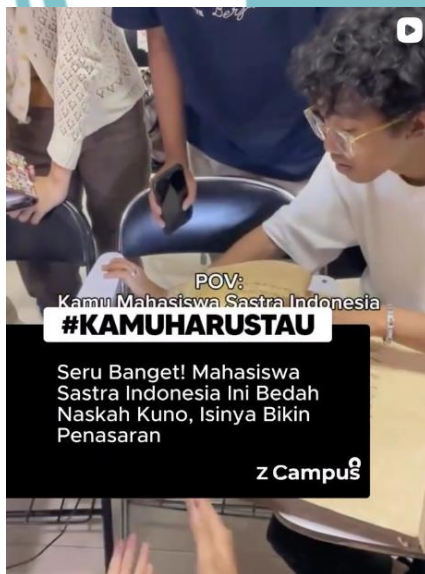 POV:
Kamu Mahasiswa Sastra Indonesia
#KAMUHARUSTAU
Seru Banget! Mahasiswa
Sastra Indonesia Ini Bedah
Naskah Kuno, Isinya Bikin
Penasaran
Z Campus